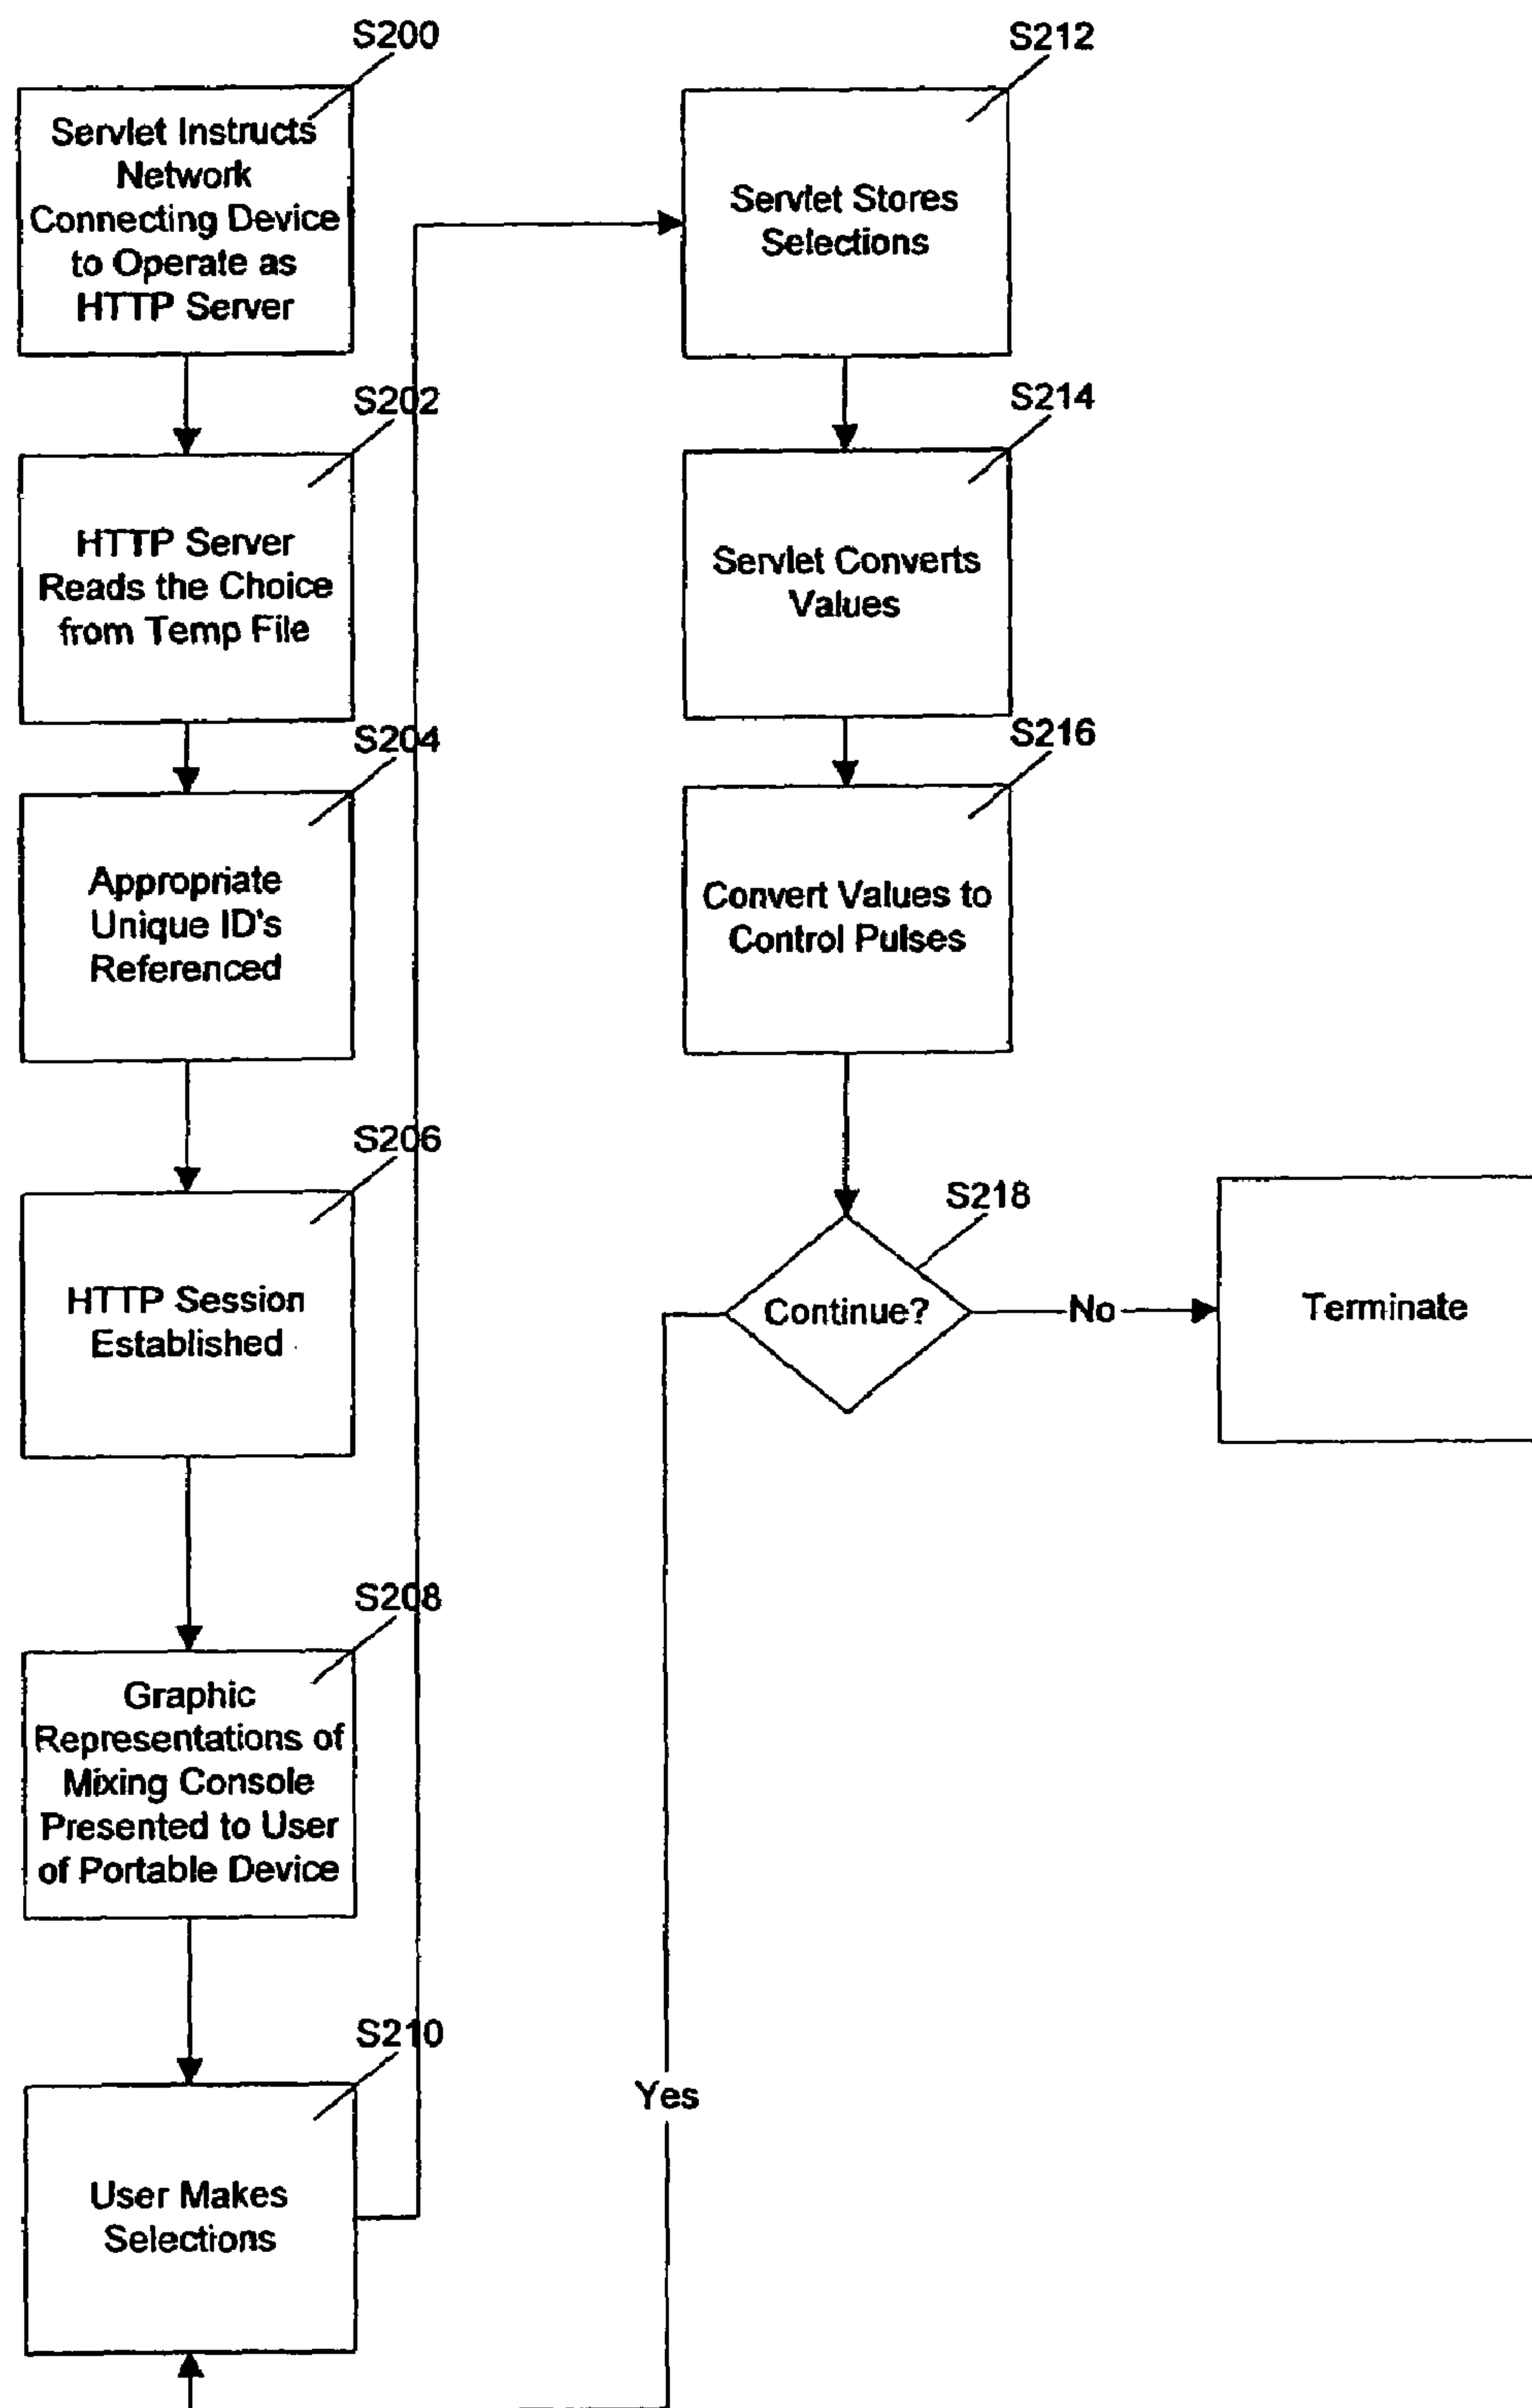 S200
Servlet Instructs
Network
Connecting Device
to Operate as
HTTP Server
S202
HTTP Server
Reads the Choice
from Temp File
S204
Appropriate
Unique ID's
Referenced
S206
HTTP Session
Established
S208
Graphic
Representations of
Mixing Console
Presented to User
of Portable Device
S210
User Makes
Selections
S212
Servlet Stores
Selections
S214
Servlet Converts
Values
S216
Convert Values to
Control Pulses
S218
Continue?
No
Terminate
Yes